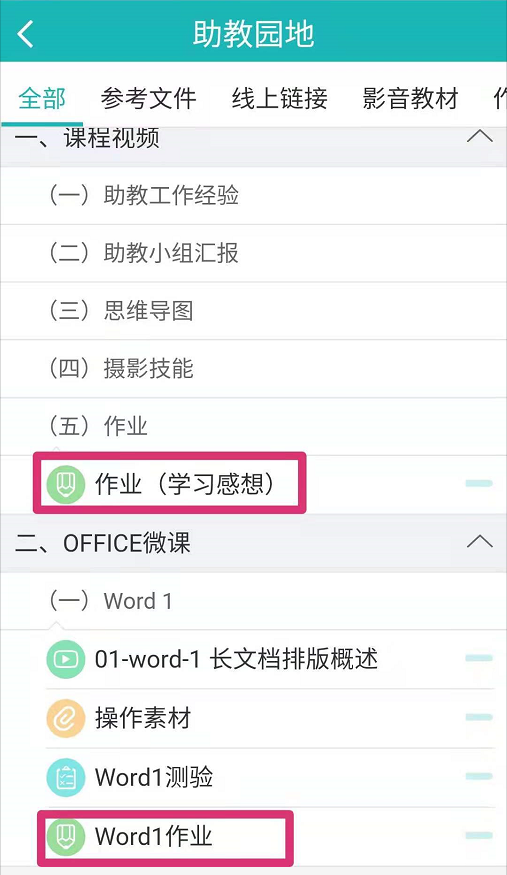 助教园地
全部 参考文件 线上链接 影音教材
一、课程视频
（一）助教工作经验
（二）助教小组汇报
（三）思维导图
（四）摄影技能
（五）作业
作业（学习感想）
二、OFFICE微课
（一）Word 1
01-word-1 长文档排版概述
操作素材
Word1测验
Word1作业